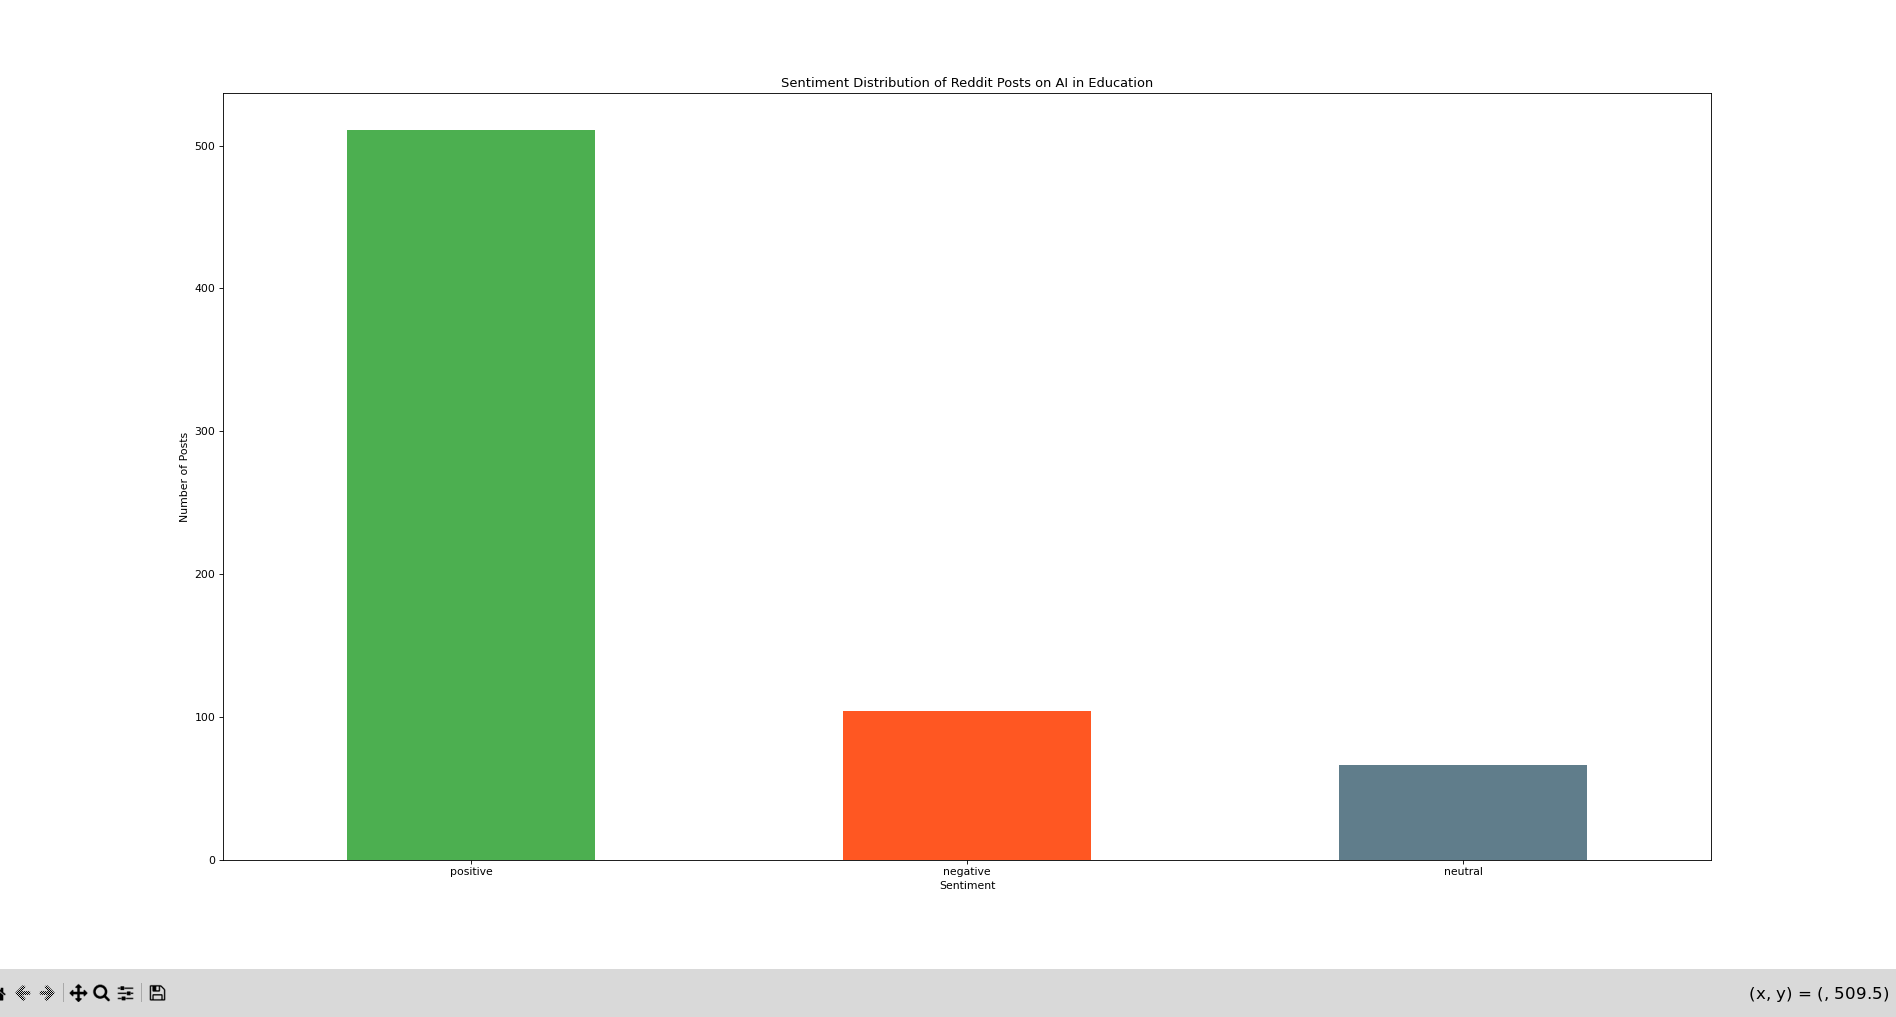 Sentiment Distribution of Reddit Posts on AI in Education
Number of Posts
500
400
300
200
100
0
positive
negative
neutral
Sentiment
(x, y) = (, 509.5)